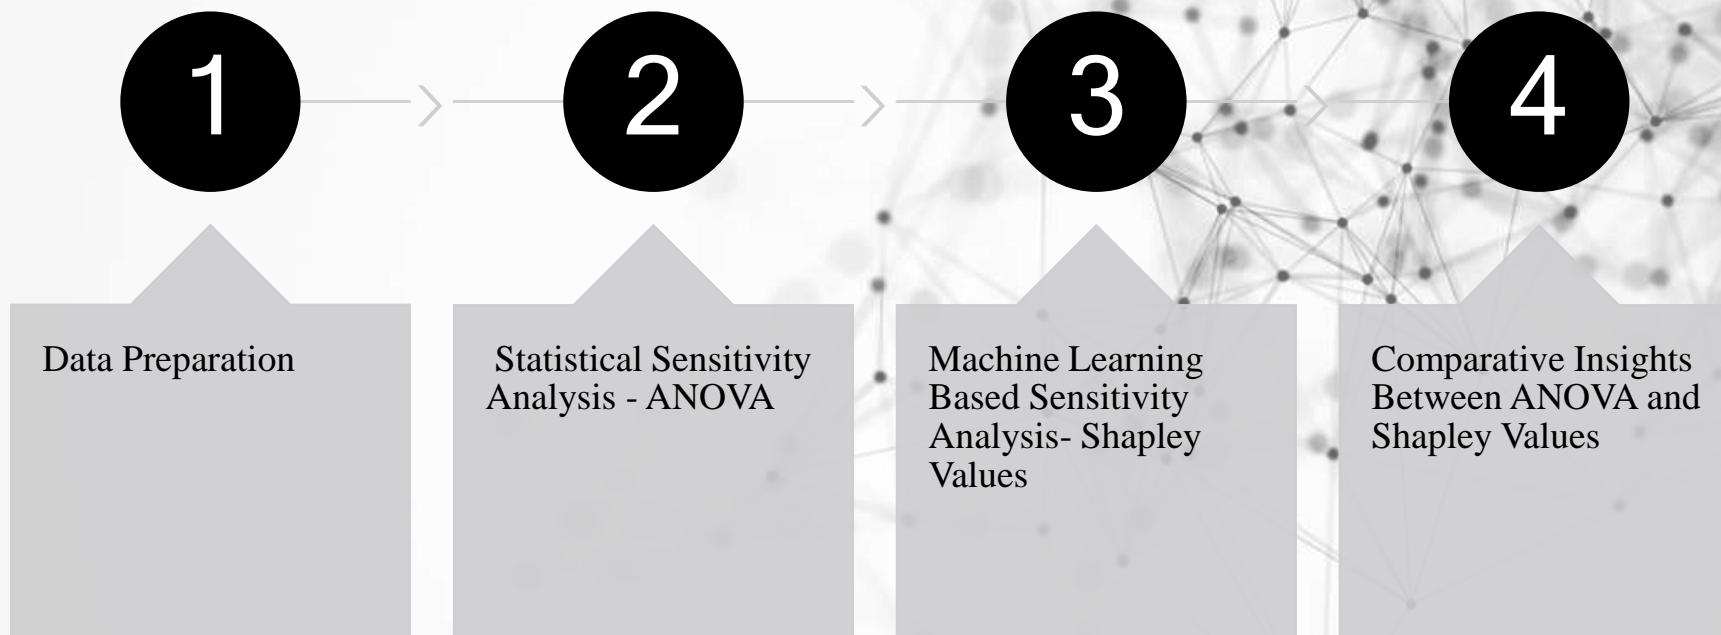 1
2
3
4
Data Preparation
Statistical Sensitivity
Analysis - ANOVA
Machine Learning
Based Sensitivity
Analysis- Shapley
Values
Comparative Insights
Between ANOVA and
Shapley Values